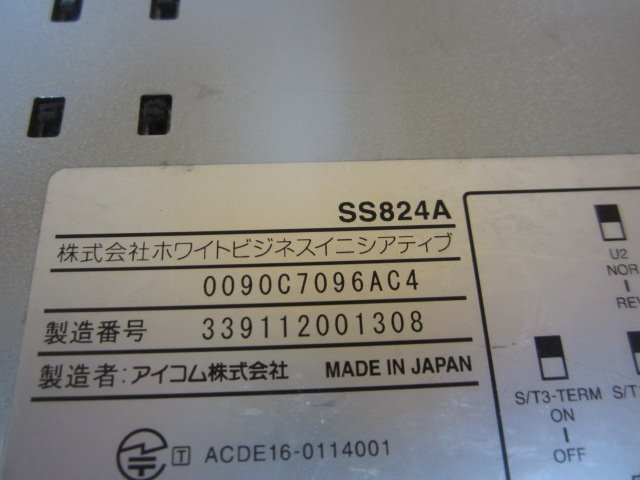 SS824A
株式会社ホワイトビジネスイニシアティブ
0090C7096AC4
製造番号 339112001308
製造者:アイコム株式会社 MADE IN JAPAN
T ACDE16-0114001
U2
NOR
REV
S/T3-TERM S/T
ON
OFF